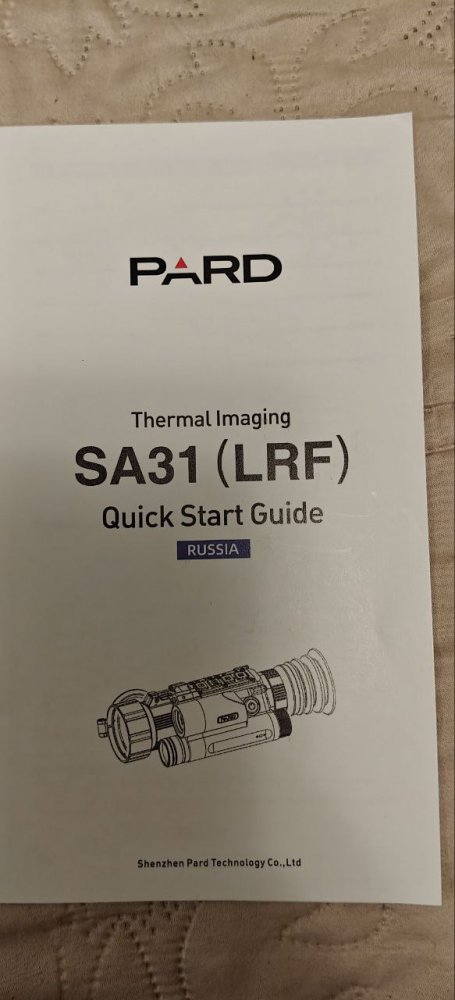 PARD
Thermal Imaging
SA31 (LRF)
Quick Start Guide
RUSSIA
Shenzhen Pard Technology Co.,Ltd